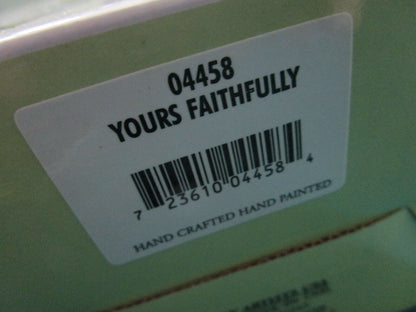 04458
YOURS FAITHFULLY
7 23610 04458 4
HAND CRAFTED HAND PAINTED